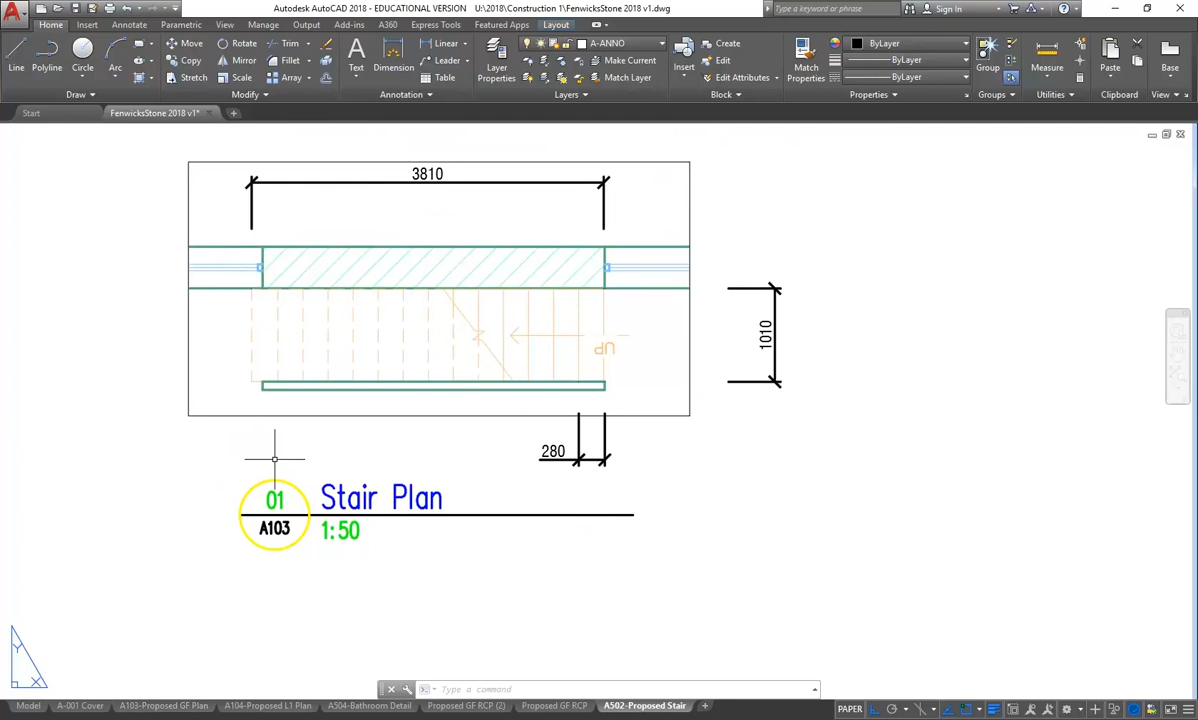 Autodesk AutoCAD 2018 - EDUCATIONAL VERSION U:\2018\Construction 1\FenwicksStone 2018 v1.dwg
Type a keyword or phrase
Sign In
Home Insert Annotate Parametric View Manage Output Add-ins A360 Express Tools Featured Apps Layout
Line Polyline Circle Arc
Move Rotate Trim
Copy Mirror Fillet
Stretch Scale Array
Text Dimension
Linear
Leader
Table
Layer Properties
A-ANNO
Make Current
Match Layer
Insert
Create
Edit
Edit Attributes
Match Properties
ByLayer
ByLayer
ByLayer
Group
Measure
Paste
Base
Draw Modify Annotation Layers Block Properties Groups Utilities Clipboard View
Start FenwicksStone 2018 v1*
3810
1010
UP
280
01
A103
Stair Plan
1:50
Y
X
Type a command
Model A-001 Cover A103-Proposed GF Plan A104-Proposed L1 Plan A504-Bathroom Detail Proposed GF RCP (2) Proposed GF RCP A502-Proposed Stair
PAPER